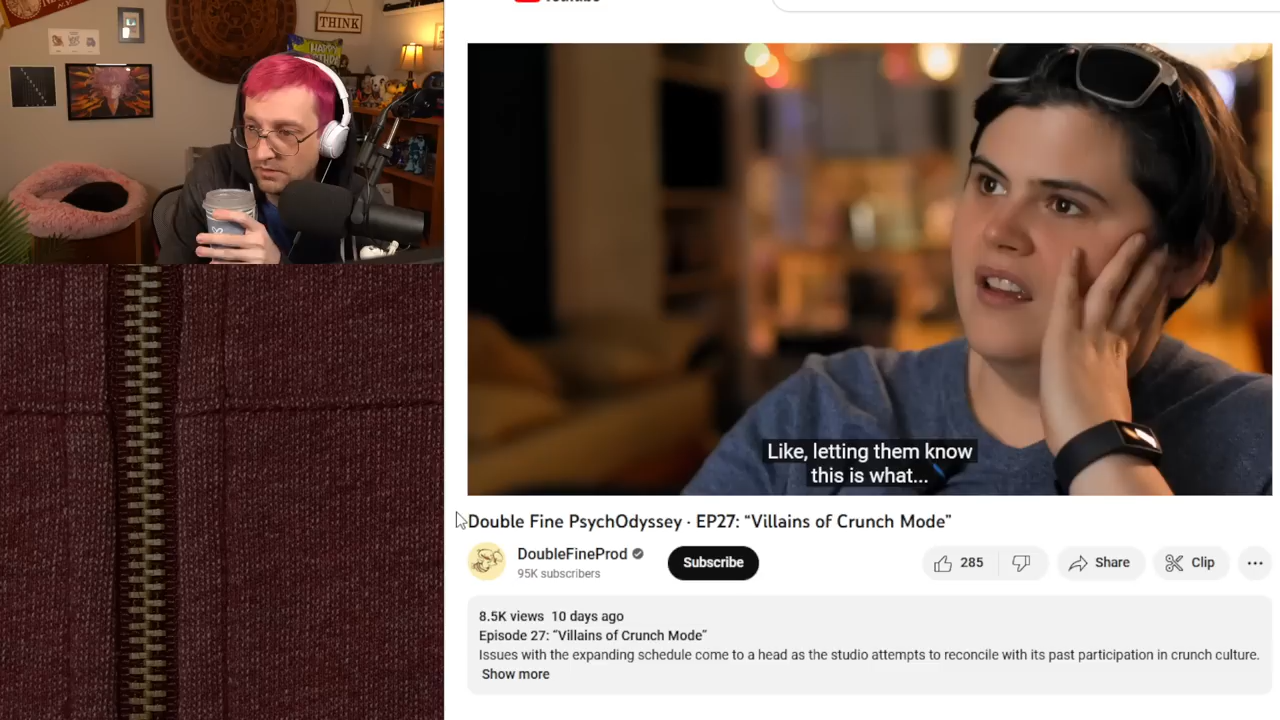 THINK
YouTube
Like, letting them know
this is what...
Double Fine PsychOdyssey · EP27: “Villains of Crunch Mode”
DoubleFineProd
95K subscribers
Subscribe
285
Share
Clip
8.5K views 10 days ago
Episode 27: “Villains of Crunch Mode”
Issues with the expanding schedule come to a head as the studio attempts to reconcile with its past participation in crunch culture.
Show more